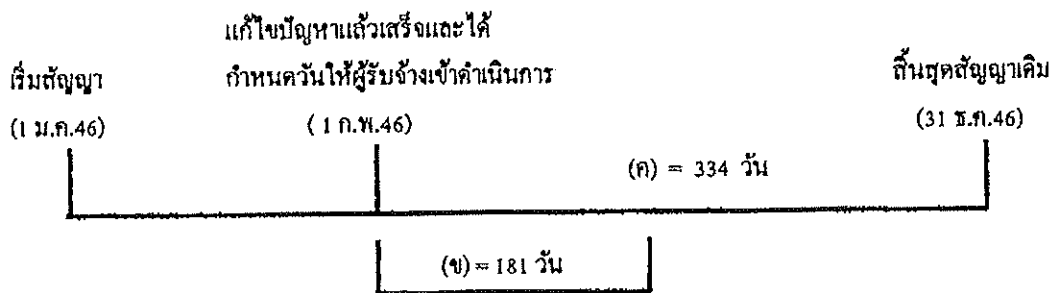 แก้ไขปัญหาแล้วเสร็จและได้
เริ่มสัญญา
กำหนดวันให้ผู้รับจ้างเข้าดำเนินการ
สิ้นสุดสัญญาเดิม
(1 ม.ค.46)
( 1 ก.พ.46)
(31 ธ.ค.46)
(ค) = 334 วัน
(ข) = 181 วัน